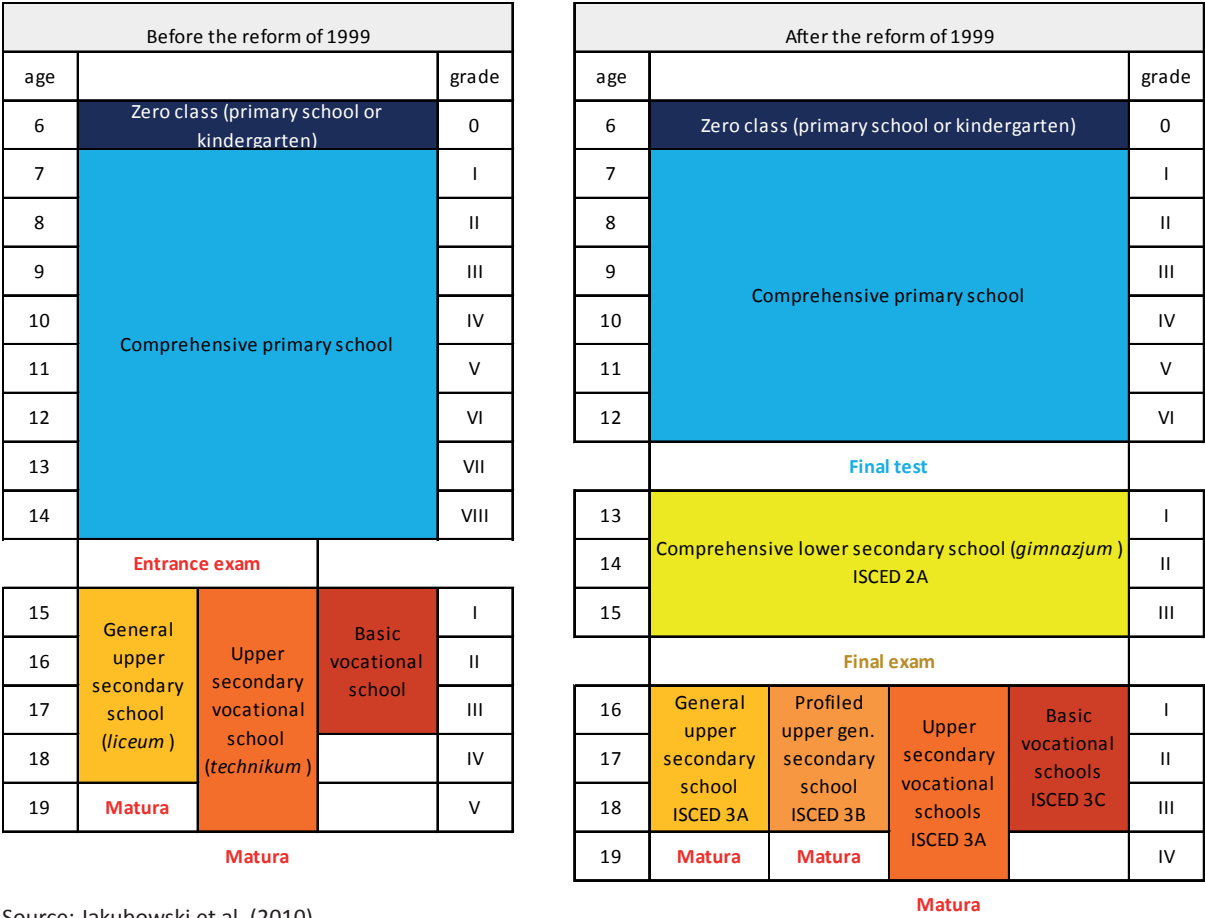 Before the reform of 1999
age grade
6 Zero class (primary school or kindergarten) 0
7 I
8 II
9 III
10 IV
Comprehensive primary school
11 V
12 VI
13 VII
14 VIII
Entrance exam
15 I
16 II
17 III
18 IV
19 V
General
upper
secondary
school
(liceum )
Matura
Upper
secondary
vocational
school
(technikum )
Basic
vocational
school
Matura
After the reform of 1999
age grade
6 Zero class (primary school or kindergarten) 0
7 I
8 II
9 III
Comprehensive primary school
10 IV
11 V
12 VI
Final test
13 I
14 II
15 III
Comprehensive lower secondary school (gimnazjum )
ISCED 2A
Final exam
16 I
17 II
18 III
19 IV
General
upper
secondary
school
ISCED 3A
Matura
Profiled
upper gen.
secondary
school
ISCED 3B
Matura
Upper
secondary
vocational
schools
ISCED 3A
Basic
vocational
schools
ISCED 3C
Matura
Source: Jakubowski et al. (2010)